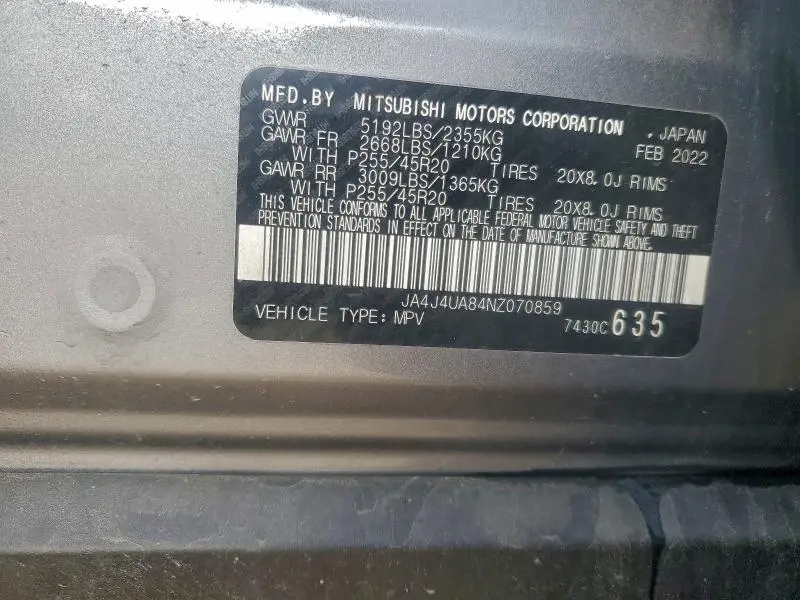 MFD.BY MITSUBISHI MOTORS CORPORATION , JAPAN
GVWR 5192LBS/2355KG FEB 2022
GAWR FR 2668LBS/1210KG
WITH P255/45R20 TIRES 20X8.0J RIMS
GAWR RR 3009LBS/1365KG
WITH P255/45R20 TIRES 20X8.0J RIMS
THIS VEHICLE CONFORMS TO ALL APPLICABLE FEDERAL MOTOR VEHICLE SAFETY AND THEFT
PREVENTION STANDARDS IN EFFECT ON THE DATE OF MANUFACTURE SHOWN ABOVE.
JA4J4UA84NZ070859
VEHICLE TYPE: MPV 7430C635